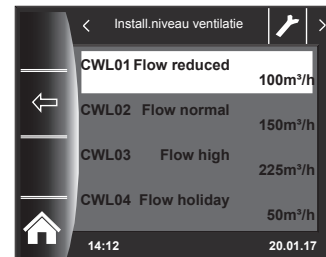 Install.niveau ventilatie
CWL01 Flow reduced
100m³/h
CWL02 Flow normal
150m³/h
CWL03 Flow high
225m³/h
CWL04 Flow holiday
50m³/h
14:12 20.01.17